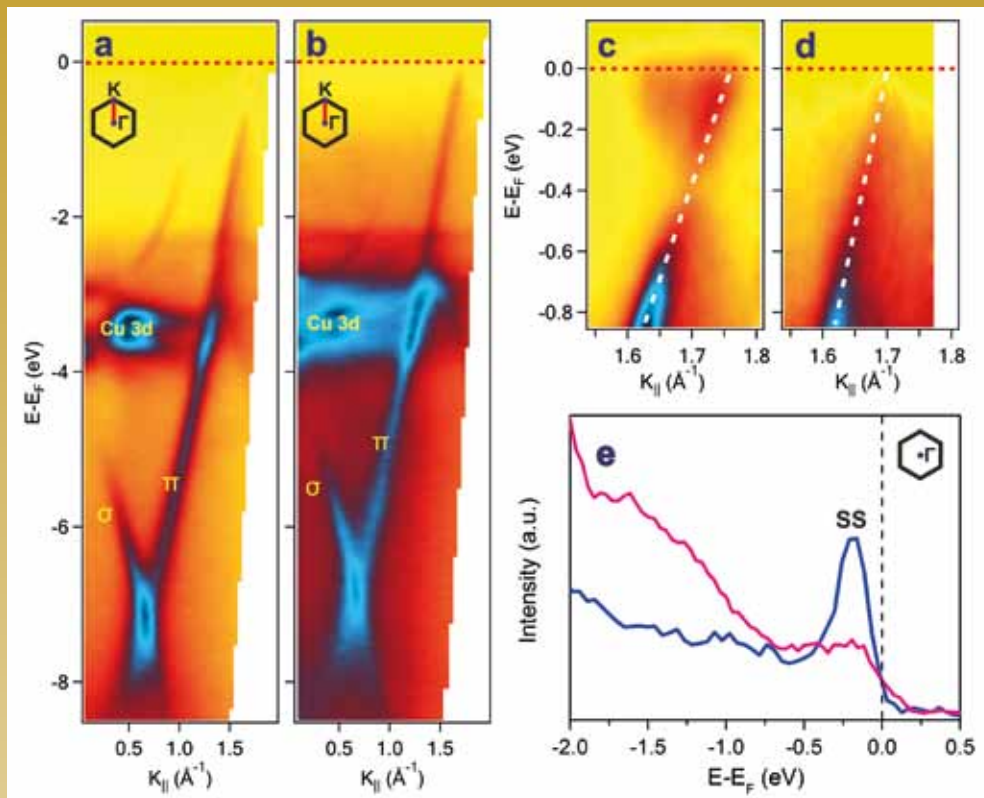 a
K
Γ
Cu 3d
π
σ
0
-2
-4
-6
-8
E-E_F (eV)
0.5 1.0 1.5
K_|| (Å⁻¹)
b
K
Γ
Cu 3d
π
σ
0.5 1.0 1.5
K_|| (Å⁻¹)
c
0.0
-0.2
-0.4
-0.6
-0.8
E-E_F (eV)
1.6 1.7 1.8
K_|| (Å⁻¹)
d
1.6 1.7 1.8
K_|| (Å⁻¹)
e
Γ
SS
Intensity (a.u.)
-2.0 -1.5 -1.0 -0.5 0.0 0.5
E-E_F (eV)